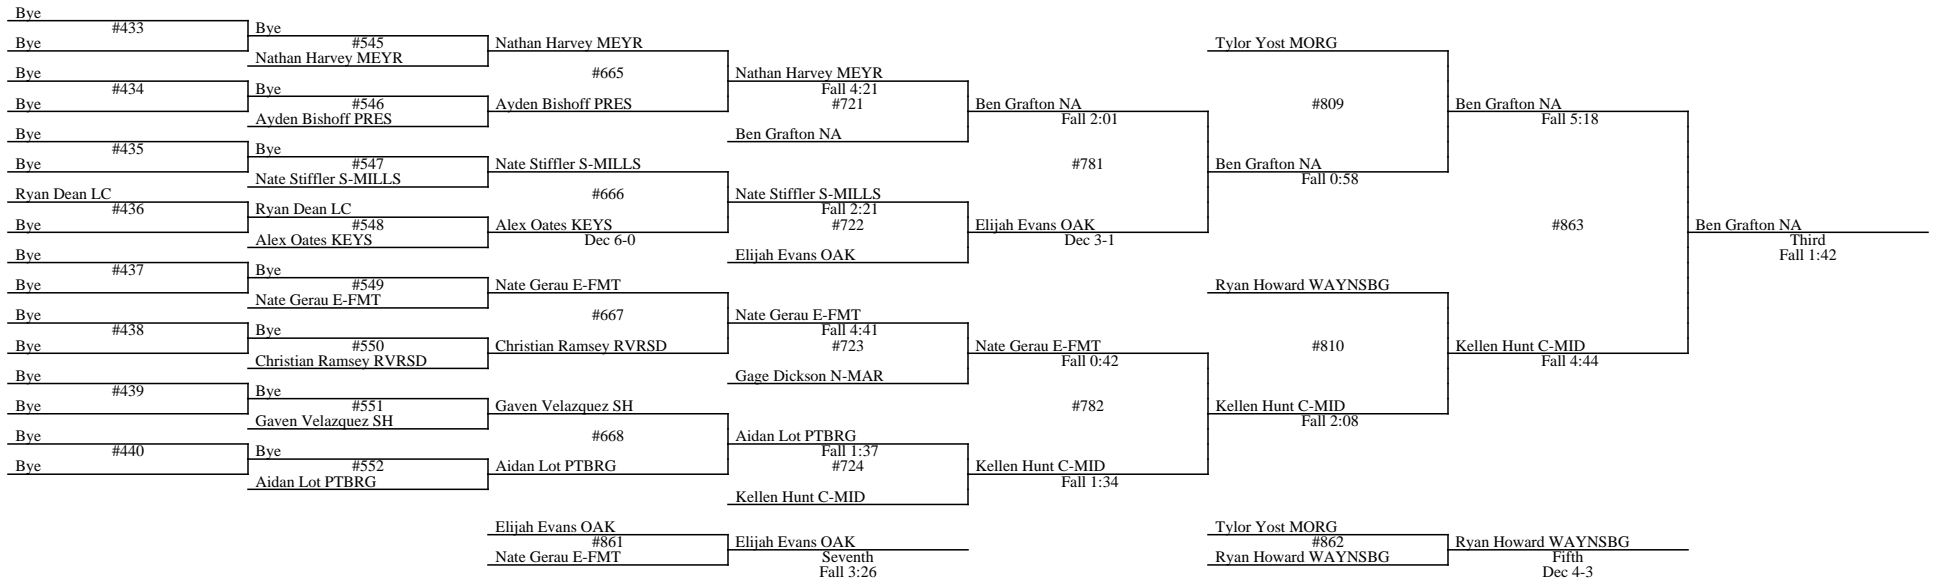 Bye
#433
Bye
Bye
#434
Bye
Bye
#435
Bye
Ryan Dean LC
#436
Bye
Bye
#437
Bye
Bye
#438
Bye
Bye
#439
Bye
Bye
#440
Bye
Bye
#545
Nathan Harvey MEYR
Bye
#546
Ayden Bishoff PRES
Bye
#547
Nate Stiffler S-MILLS
Ryan Dean LC
#548
Alex Oates KEYS
Bye
#549
Nate Gerau E-FMT
Bye
#550
Christian Ramsey RVRSD
Bye
#551
Gaven Velazquez SH
Bye
#552
Aidan Lot PTBRG
Nathan Harvey MEYR
#665
Ayden Bishoff PRES
Nate Stiffler S-MILLS
#666
Alex Oates KEYS
Dec 6-0
Nate Gerau E-FMT
#667
Christian Ramsey RVRSD
Gaven Velazquez SH
#668
Aidan Lot PTBRG
Nathan Harvey MEYR
Fall 4:21
#721
Ben Grafton NA
Nate Stiffler S-MILLS
Fall 2:21
#722
Elijah Evans OAK
Nate Gerau E-FMT
Fall 4:41
#723
Gage Dickson N-MAR
Aidan Lot PTBRG
Fall 1:37
#724
Kellen Hunt C-MID
Ben Grafton NA
Fall 2:01
#781
Elijah Evans OAK
Dec 3-1
Nate Gerau E-FMT
Fall 0:42
#782
Kellen Hunt C-MID
Fall 1:34
Tylor Yost MORG
#809
Ben Grafton NA
Fall 0:58
Ryan Howard WAYNSBG
#810
Kellen Hunt C-MID
Fall 2:08
Ben Grafton NA
Fall 5:18
#863
Kellen Hunt C-MID
Fall 4:44
Ben Grafton NA
Third
Fall 1:42
Elijah Evans OAK
#861
Nate Gerau E-FMT
Elijah Evans OAK
Seventh
Fall 3:26
Tylor Yost MORG
#862
Ryan Howard WAYNSBG
Ryan Howard WAYNSBG
Fifth
Dec 4-3